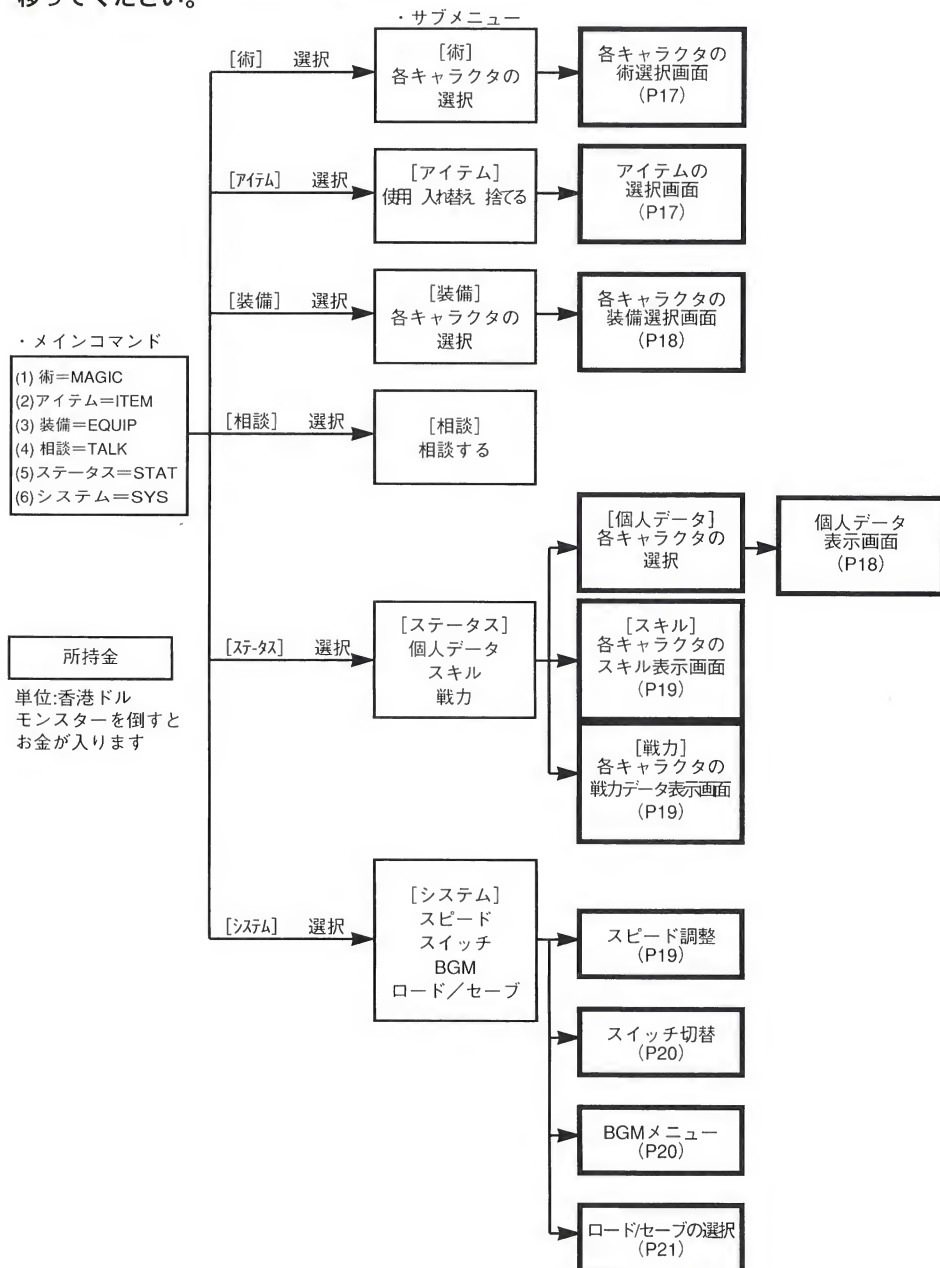 移ってください。
・サブメニュー
[術] 選択
[術]
各キャラクタの
選択
各キャラクタの
術選択画面
(P17)
[アイテム] 選択
[アイテム]
使用 入れ替え 捨てる
アイテムの
選択画面
(P17)
[装備] 選択
[装備]
各キャラクタの
選択
各キャラクタの
装備選択画面
(P18)
・メインコマンド
(1) 術＝MAGIC
(2)アイテム＝ITEM
(3) 装備＝EQUIP
(4) 相談＝TALK
(5)ステータス＝STAT
(6)システム＝SYS
[相談] 選択
[相談]
相談する
[ステータス] 選択
[ステータス]
個人データ
スキル
戦力
[個人データ]
各キャラクタの
選択
個人データ
表示画面
(P18)
[スキル]
各キャラクタの
スキル表示画面
(P19)
[戦力]
各キャラクタの
戦力データ表示画面
(P19)
所持金
単位:香港ドル
モンスターを倒すと
お金が入ります
[システム] 選択
[システム]
スピード
スイッチ
BGM
ロード／セーブ
スピード調整
(P19)
スイッチ切替
(P20)
BGMメニュー
(P20)
ロード/セーブの選択
(P21)